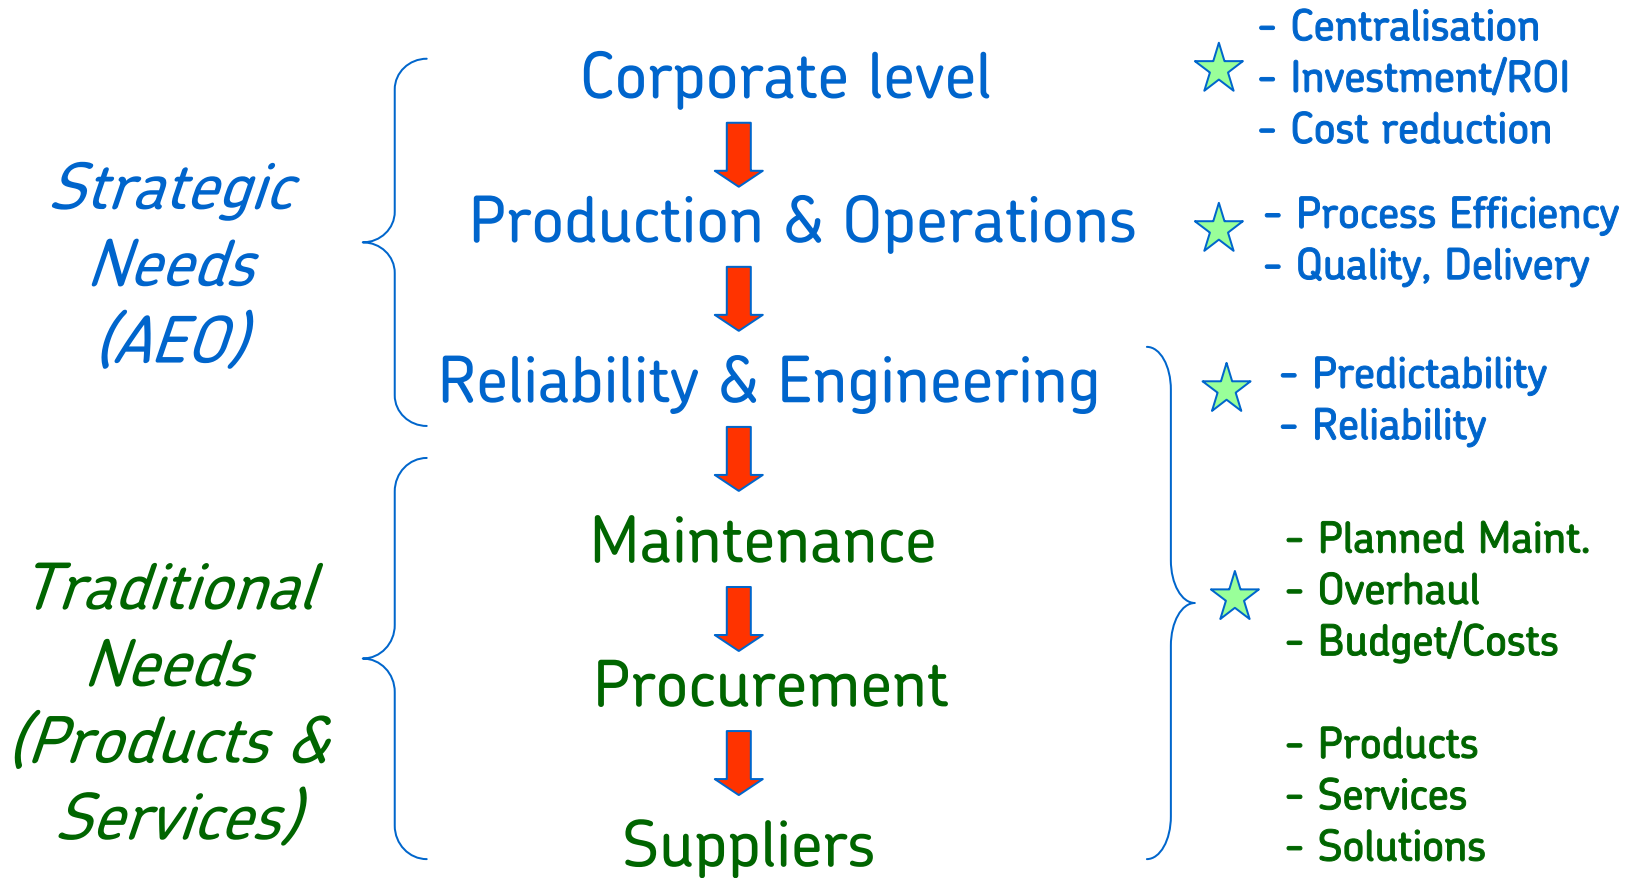 Strategic
Needs
(AEO)
Traditional
Needs
(Products &
Services)
Corporate level
Production & Operations
Reliability & Engineering
Maintenance
Procurement
Suppliers
- Centralisation
- Investment/ROI
- Cost reduction
- Process Efficiency
- Quality, Delivery
- Predictability
- Reliability
- Planned Maint.
- Overhaul
- Budget/Costs
- Products
- Services
- Solutions